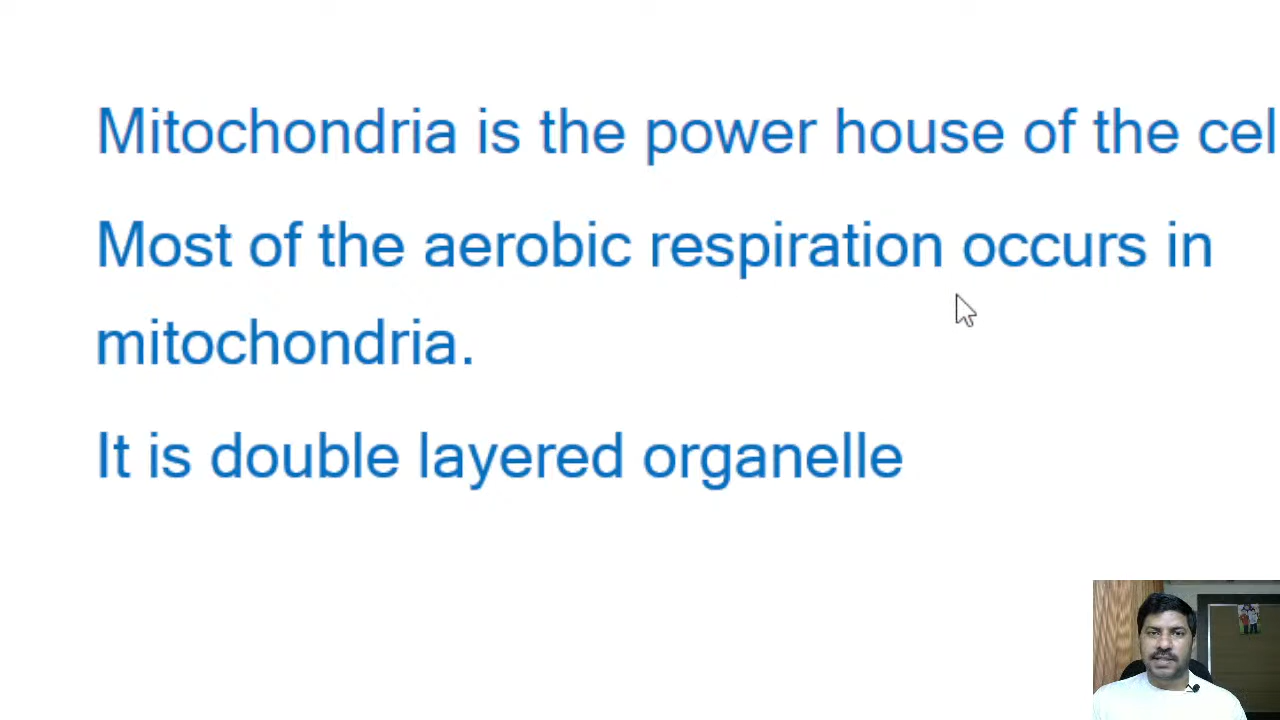 Mitochondria is the power house of the cel
Most of the aerobic respiration occurs in
mitochondria.
It is double layered organelle